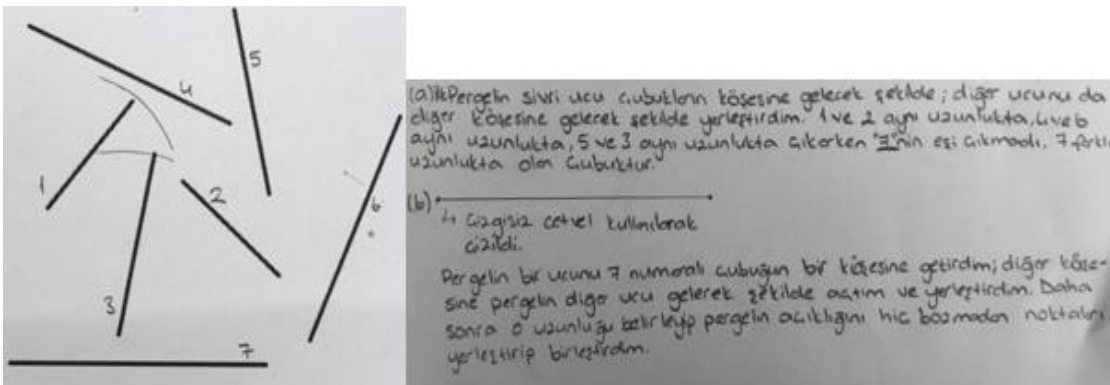 4
5
1
2
6
3
7
(a) İlk Pergelin sivri ucu çubukların köşesine gelecek şekilde; diğer ucunu da
diğer köşesine gelecek şekilde yerleştirdim. 1 ve 2 aynı uzunlukta, 4 ve 6
aynı uzunlukta, 5 ve 3 aynı uzunlukta çıkarken "7"nin eşi çıkmadı. 7 farklı
uzunlukta olan çubuktur.
(b)
↳ Çizgisiz cetvel kullanılarak
çizildi.
Pergelin bir ucunu 7 numaralı çubuğun bir köşesine getirdim; diğer köşe-
sine pergelin diğer ucu gelerek şekilde açtım ve yerleştirdim. Daha
sonra o uzunluğu belirleyip pergelin açıklığını hiç bozmadan noktaları
yerleştirip birleştirdim.